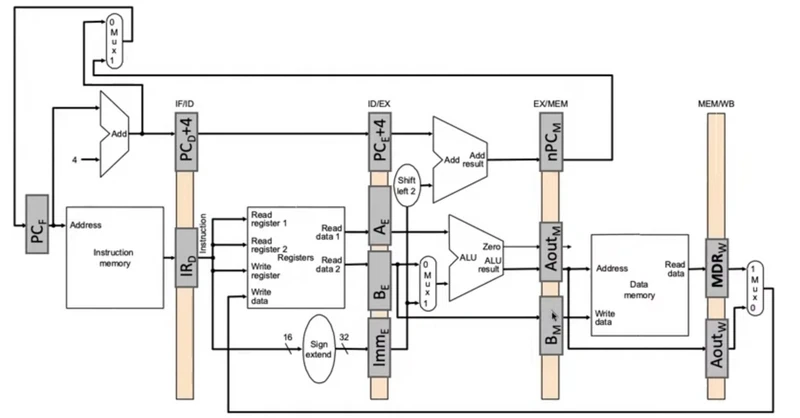 0
M
u
x
1
IF/ID
ID/EX
EX/MEM
MEM/WB
Add
4
PC_D+4
PC_E+4
Add
Add
result
nPC_M
Shift
left 2
PC_F
Address
Instruction
memory
IR_D
Instruction
Read
register 1
Read
register 2
Write
register
Write
data
Registers
Read
data 1
Read
data 2
A_E
B_E
Imm_E
0
M
u
x
1
ALU
Zero
ALU
result
Aout_M
B_M
Address
Write
data
Data
memory
Read
data
MDR_W
Aout_W
1
M
u
x
0
16
Sign
extend
32